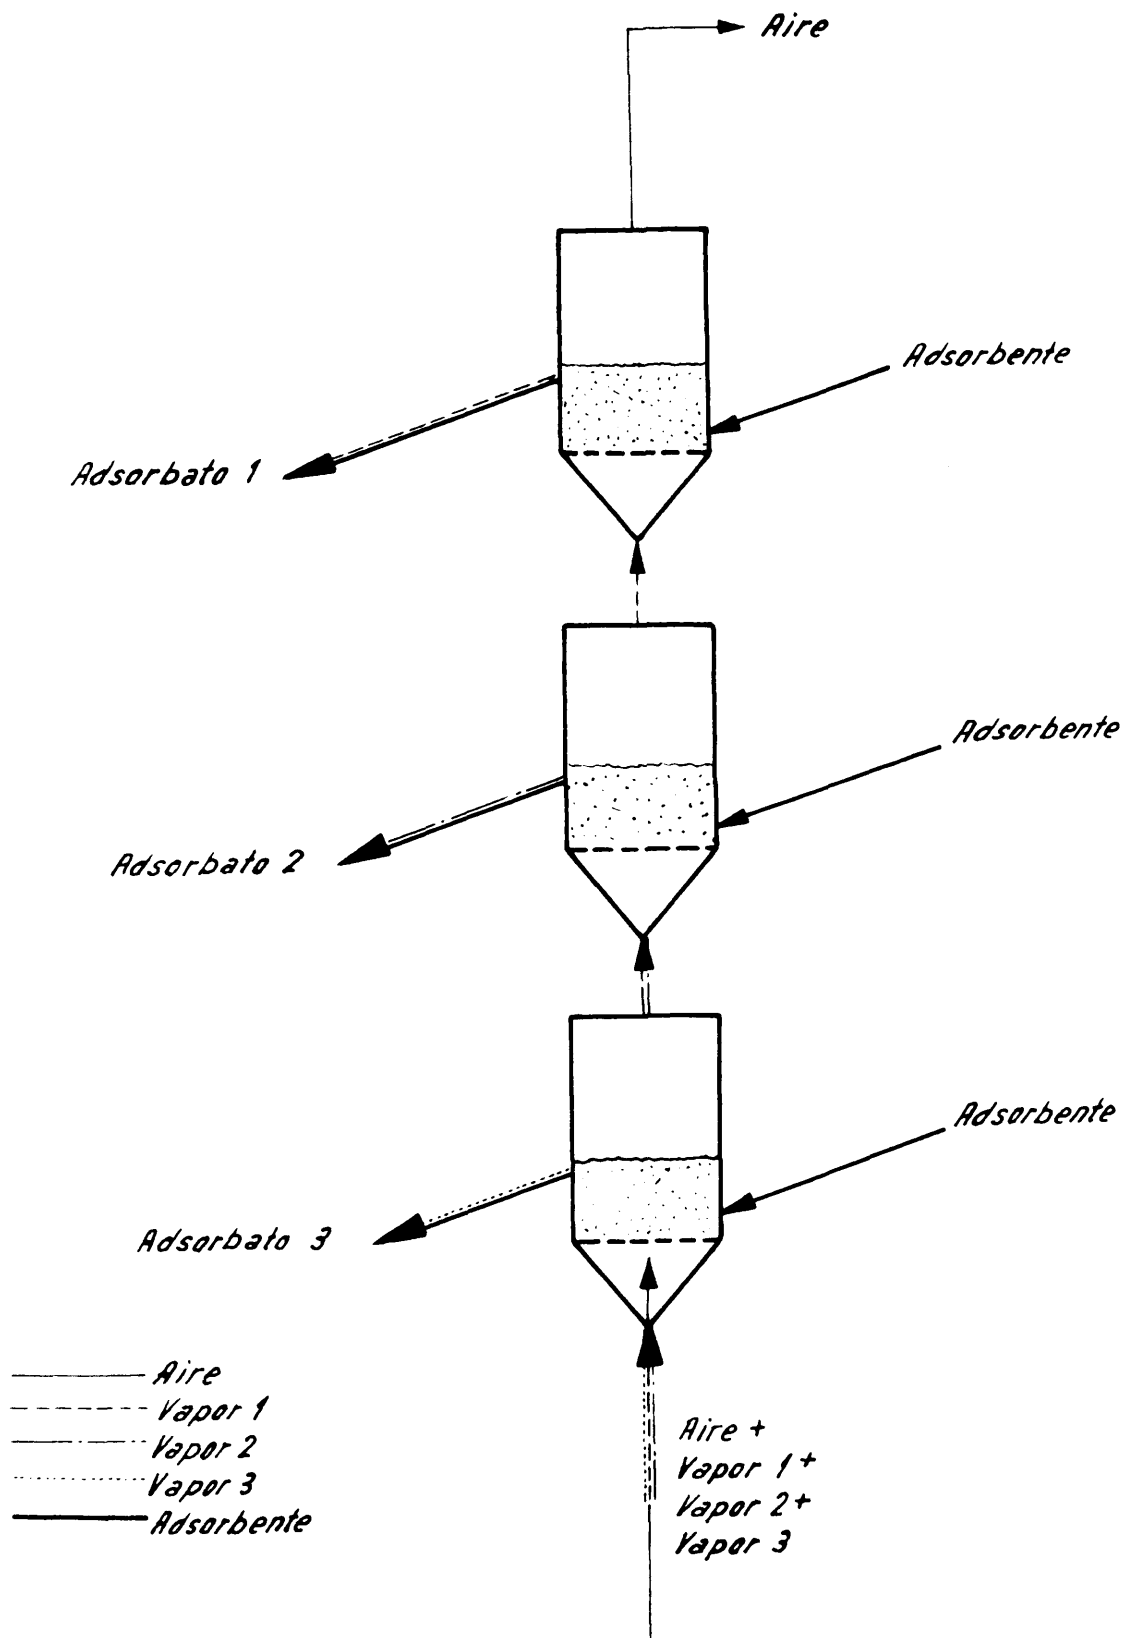 Aire
Adsorbente
Adsorbato 1
Adsorbente
Adsorbato 2
Adsorbente
Adsorbato 3
Aire
Vapor 1
Vapor 2
Vapor 3
Adsorbente
Aire +
Vapor 1 +
Vapor 2 +
Vapor 3